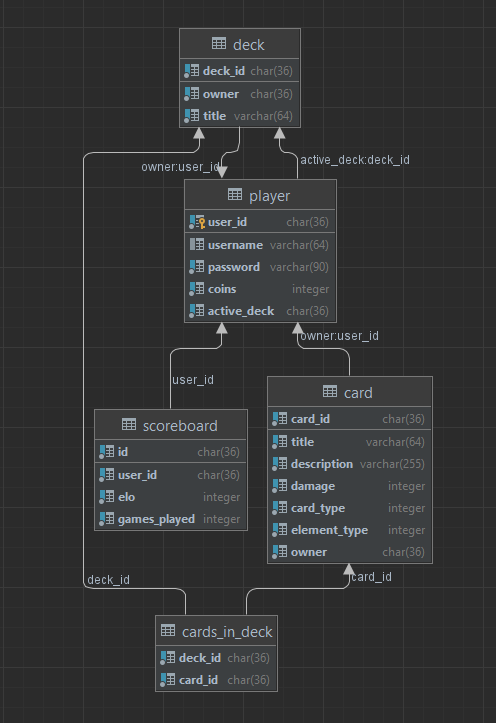 deck
deck_id char(36)
owner char(36)
title varchar(64)
owner:user_id
active_deck:deck_id
player
user_id char(36)
username varchar(64)
password varchar(90)
coins integer
active_deck char(36)
owner:user_id
user_id
card
card_id char(36)
title varchar(64)
description varchar(255)
damage integer
card_type integer
element_type integer
owner char(36)
scoreboard
id char(36)
user_id char(36)
elo integer
games_played integer
deck_id
card_id
cards_in_deck
deck_id char(36)
card_id char(36)